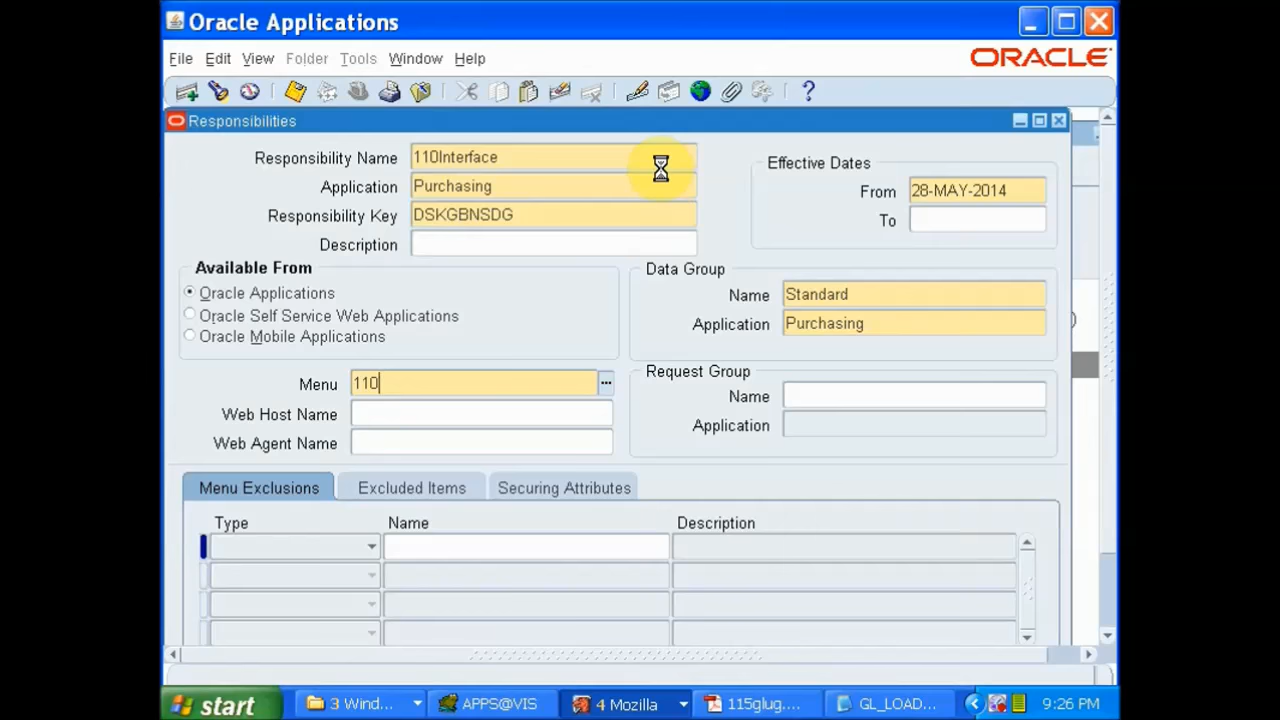 Oracle Applications
File Edit View Folder Tools Window Help
ORACLE
Responsibilities
Responsibility Name 110Interface
Application Purchasing
Responsibility Key DSKGBNSDG
Description
Effective Dates
From 28-MAY-2014
To
Available From
Oracle Applications
Oracle Self Service Web Applications
Oracle Mobile Applications
Data Group
Name Standard
Application Purchasing
Menu 110
Web Host Name
Web Agent Name
Request Group
Name
Application
Menu Exclusions Excluded Items Securing Attributes
Type Name Description
start 3 Wind... APPS@VIS 4 Mozilla 115glug.... GL_LOAD... 9:26 PM